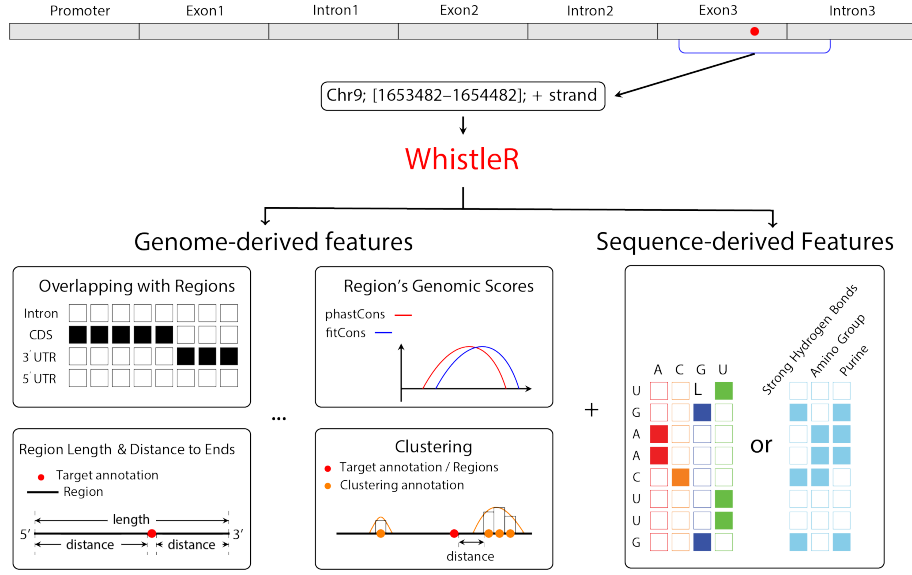 Promoter Exon1 Intron1 Exon2 Intron2 Exon3 Intron3
Chr9; [1653482–1654482]; + strand
WhistleR
Genome-derived features
Sequence-derived Features
Overlapping with Regions
Intron
CDS
3'UTR
5'UTR
Region's Genomic Scores
phastCons
fitCons
...
Region Length & Distance to Ends
Target annotation
Region
length
5' 3'
distance distance
Clustering
Target annotation / Regions
Clustering annotation
distance
+
A C G U
U L
G
A
A
C
U
U
G
or
Strong Hydrogen Bonds
Amino Group
Purine